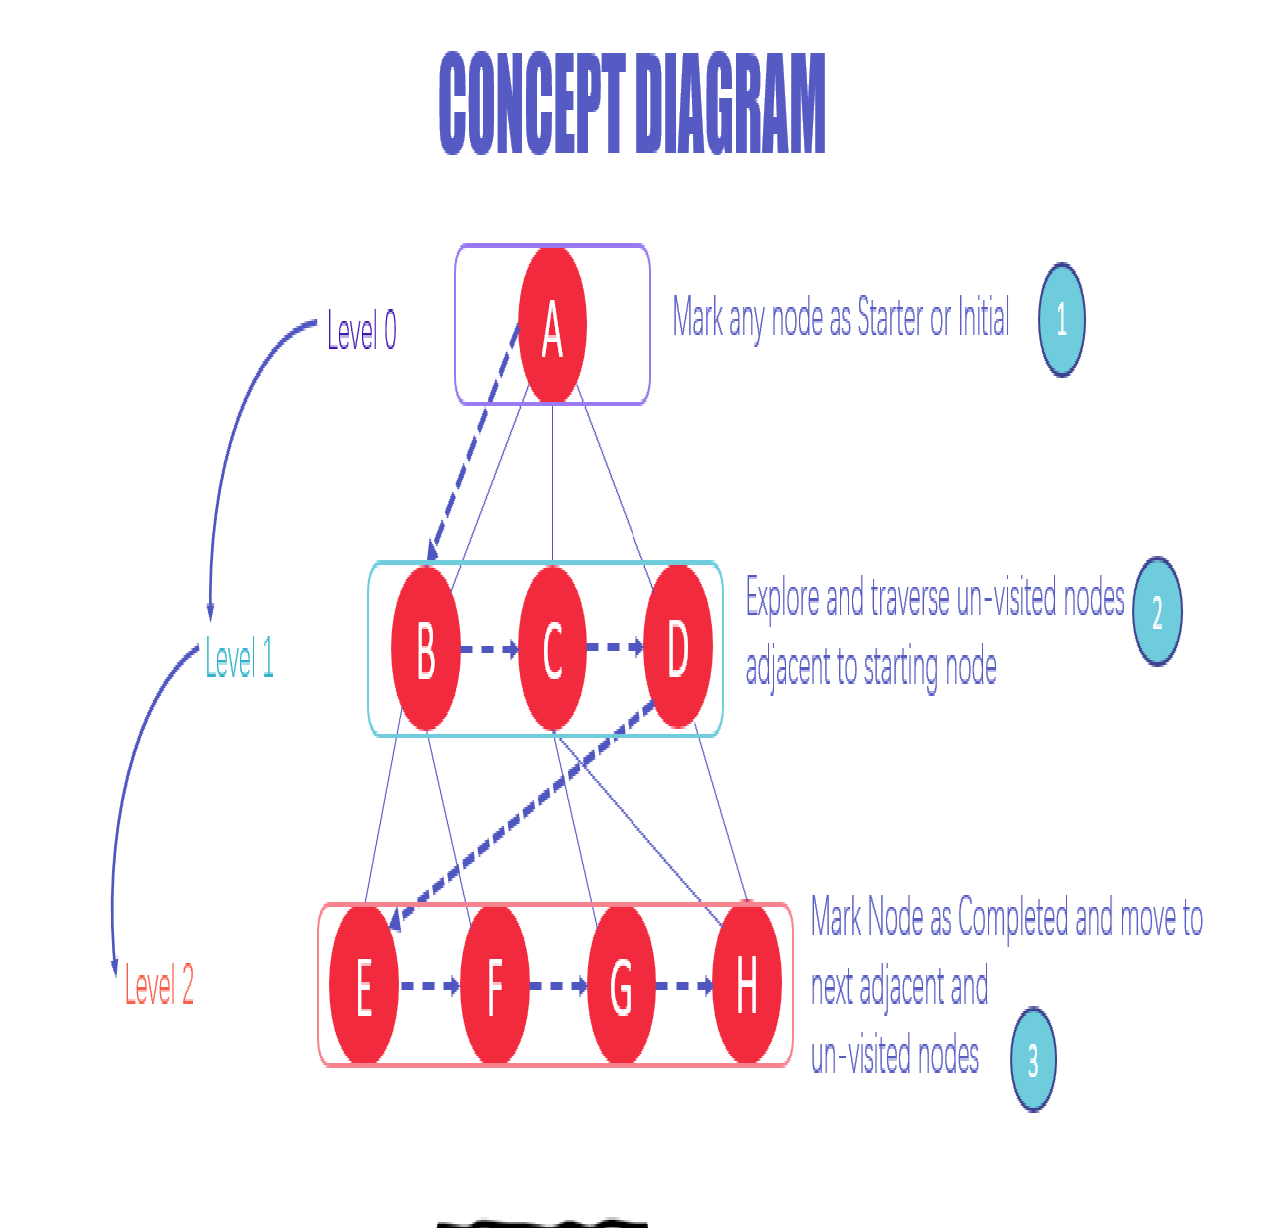 CONCEPT DIAGRAM
Level 0
A
Mark any node as Starter or Initial
1
Level 1
B
C
D
Explore and traverse un-visited nodes
adjacent to starting node
2
Level 2
E
F
G
H
Mark Node as Completed and move to
next adjacent and
un-visited nodes
3